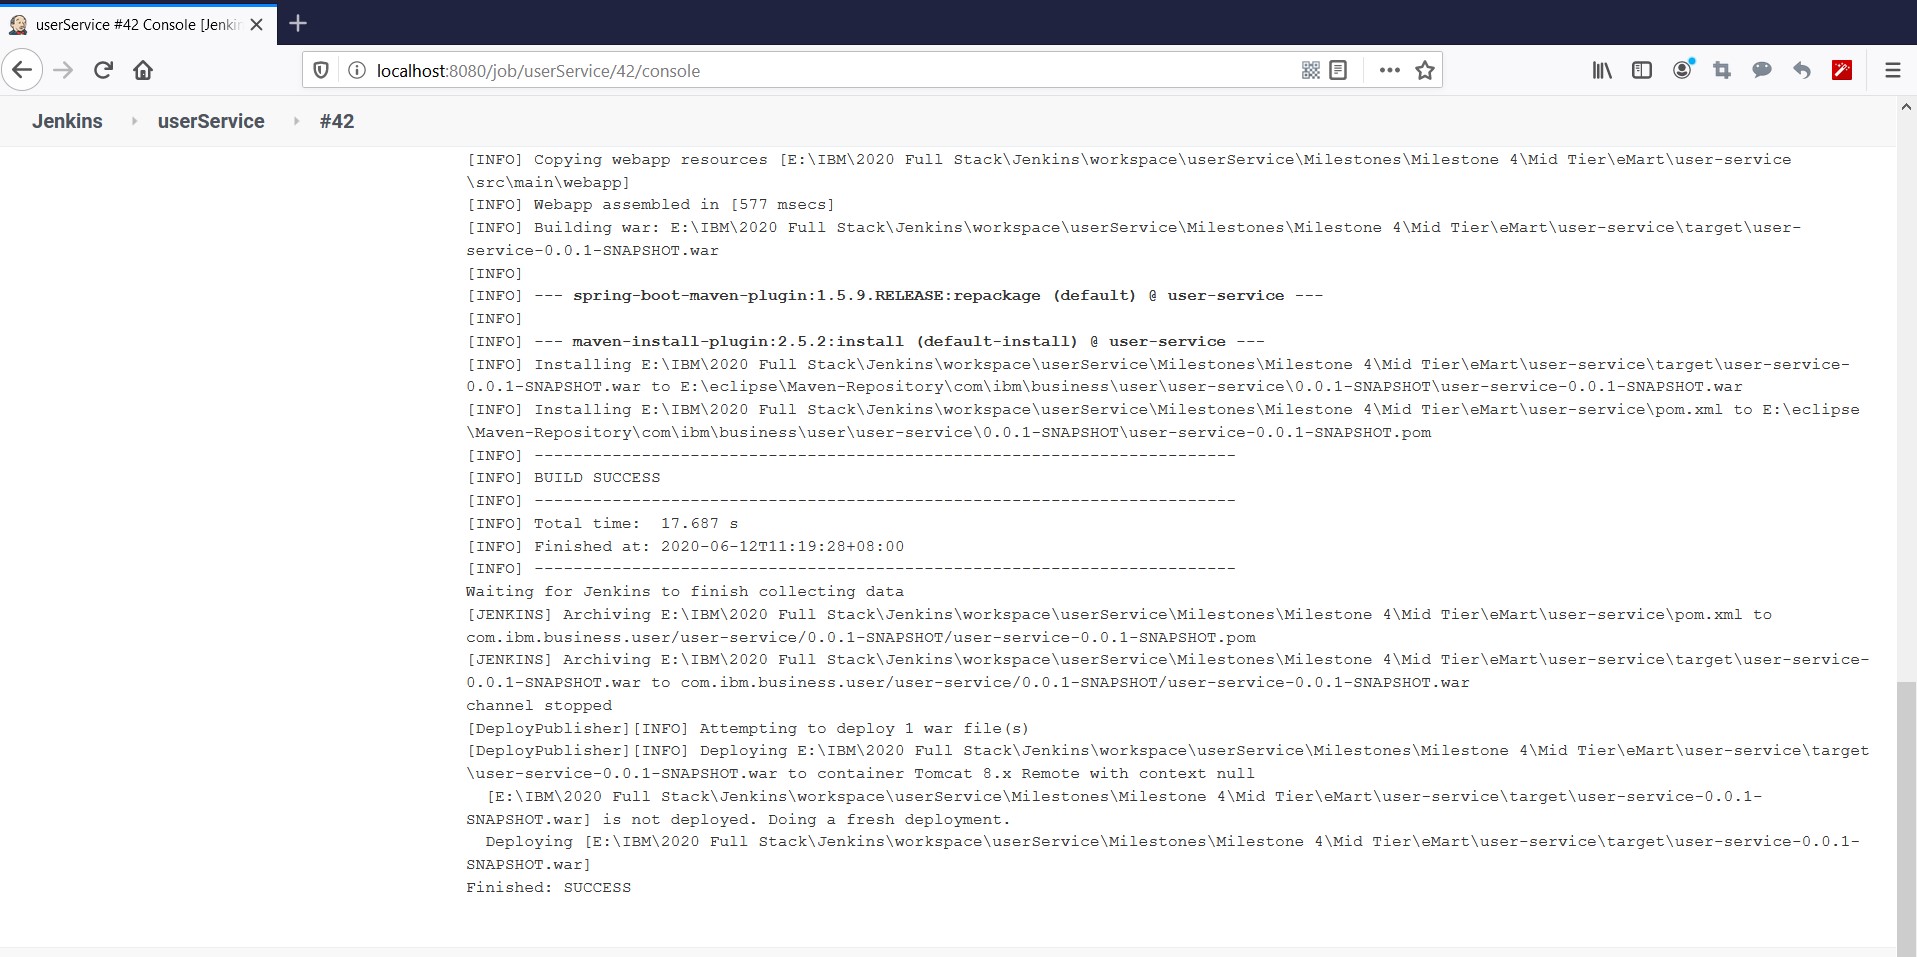 userService #42 Console [Jenki
localhost:8080/job/userService/42/console
Jenkins userService #42
[INFO] Copying webapp resources [E:\IBM\2020 Full Stack\Jenkins\workspace\userService\Milestones\Milestone 4\Mid Tier\eMart\user-service
\src\main\webapp]
[INFO] Webapp assembled in [577 msecs]
[INFO] Building war: E:\IBM\2020 Full Stack\Jenkins\workspace\userService\Milestones\Milestone 4\Mid Tier\eMart\user-service\target\user-
service-0.0.1-SNAPSHOT.war
[INFO]
[INFO] --- spring-boot-maven-plugin:1.5.9.RELEASE:repackage (default) @ user-service ---
[INFO]
[INFO] --- maven-install-plugin:2.5.2:install (default-install) @ user-service ---
[INFO] Installing E:\IBM\2020 Full Stack\Jenkins\workspace\userService\Milestones\Milestone 4\Mid Tier\eMart\user-service\target\user-service-
0.0.1-SNAPSHOT.war to E:\eclipse\Maven-Repository\com\ibm\business\user\user-service\0.0.1-SNAPSHOT\user-service-0.0.1-SNAPSHOT.war
[INFO] Installing E:\IBM\2020 Full Stack\Jenkins\workspace\userService\Milestones\Milestone 4\Mid Tier\eMart\user-service\pom.xml to E:\eclipse
\Maven-Repository\com\ibm\business\user\user-service\0.0.1-SNAPSHOT\user-service-0.0.1-SNAPSHOT.pom
[INFO] ------------------------------------------------------------------------
[INFO] BUILD SUCCESS
[INFO] ------------------------------------------------------------------------
[INFO] Total time:  17.687 s
[INFO] Finished at: 2020-06-12T11:19:28+08:00
[INFO] ------------------------------------------------------------------------
Waiting for Jenkins to finish collecting data
[JENKINS] Archiving E:\IBM\2020 Full Stack\Jenkins\workspace\userService\Milestones\Milestone 4\Mid Tier\eMart\user-service\pom.xml to
com.ibm.business.user/user-service/0.0.1-SNAPSHOT/user-service-0.0.1-SNAPSHOT.pom
[JENKINS] Archiving E:\IBM\2020 Full Stack\Jenkins\workspace\userService\Milestones\Milestone 4\Mid Tier\eMart\user-service\target\user-service-
0.0.1-SNAPSHOT.war to com.ibm.business.user/user-service/0.0.1-SNAPSHOT/user-service-0.0.1-SNAPSHOT.war
channel stopped
[DeployPublisher][INFO] Attempting to deploy 1 war file(s)
[DeployPublisher][INFO] Deploying E:\IBM\2020 Full Stack\Jenkins\workspace\userService\Milestones\Milestone 4\Mid Tier\eMart\user-service\target
\user-service-0.0.1-SNAPSHOT.war to container Tomcat 8.x Remote with context null
[E:\IBM\2020 Full Stack\Jenkins\workspace\userService\Milestones\Milestone 4\Mid Tier\eMart\user-service\target\user-service-0.0.1-
SNAPSHOT.war] is not deployed. Doing a fresh deployment.
Deploying [E:\IBM\2020 Full Stack\Jenkins\workspace\userService\Milestones\Milestone 4\Mid Tier\eMart\user-service\target\user-service-0.0.1-
SNAPSHOT.war]
Finished: SUCCESS